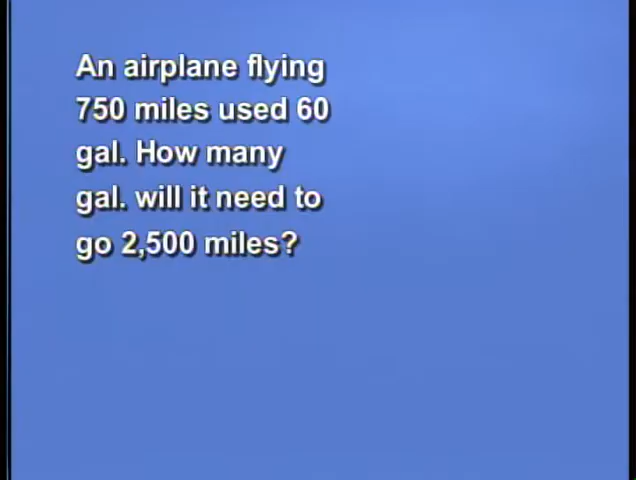 An airplane flying
750 miles used 60
gal. How many
gal. will it need to
go 2,500 miles?